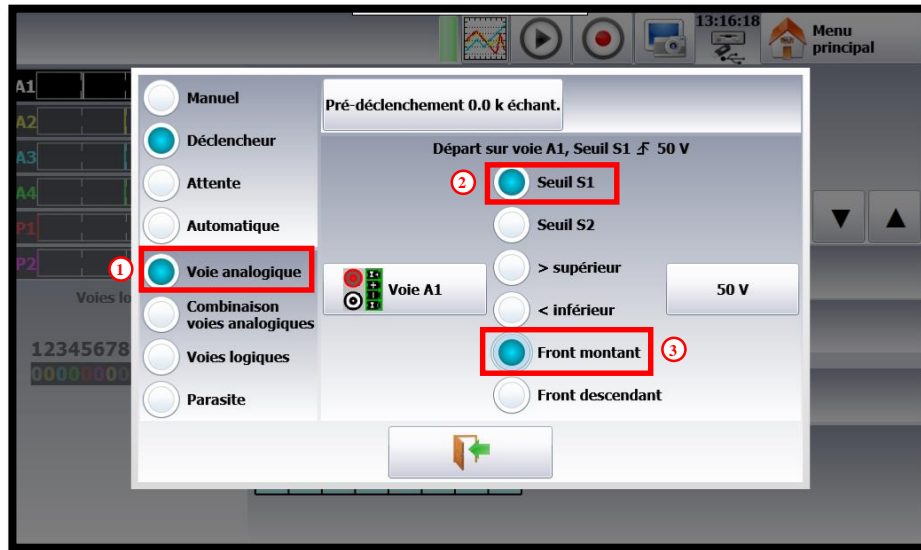 13:16:18
Menu
principal
A1
A2
A3
A4
P1
P2
Voies lo
12345678
00000000
Manuel
Déclencheur
Attente
Automatique
1
Voie analogique
Combinaison
voies analogiques
Voies logiques
Parasite
Pré-déclenchement 0.0 k échant.
Départ sur voie A1, Seuil S1 50 V
2
Seuil S1
Seuil S2
> supérieur
Voie A1
50 V
< inférieur
Front montant
3
Front descendant